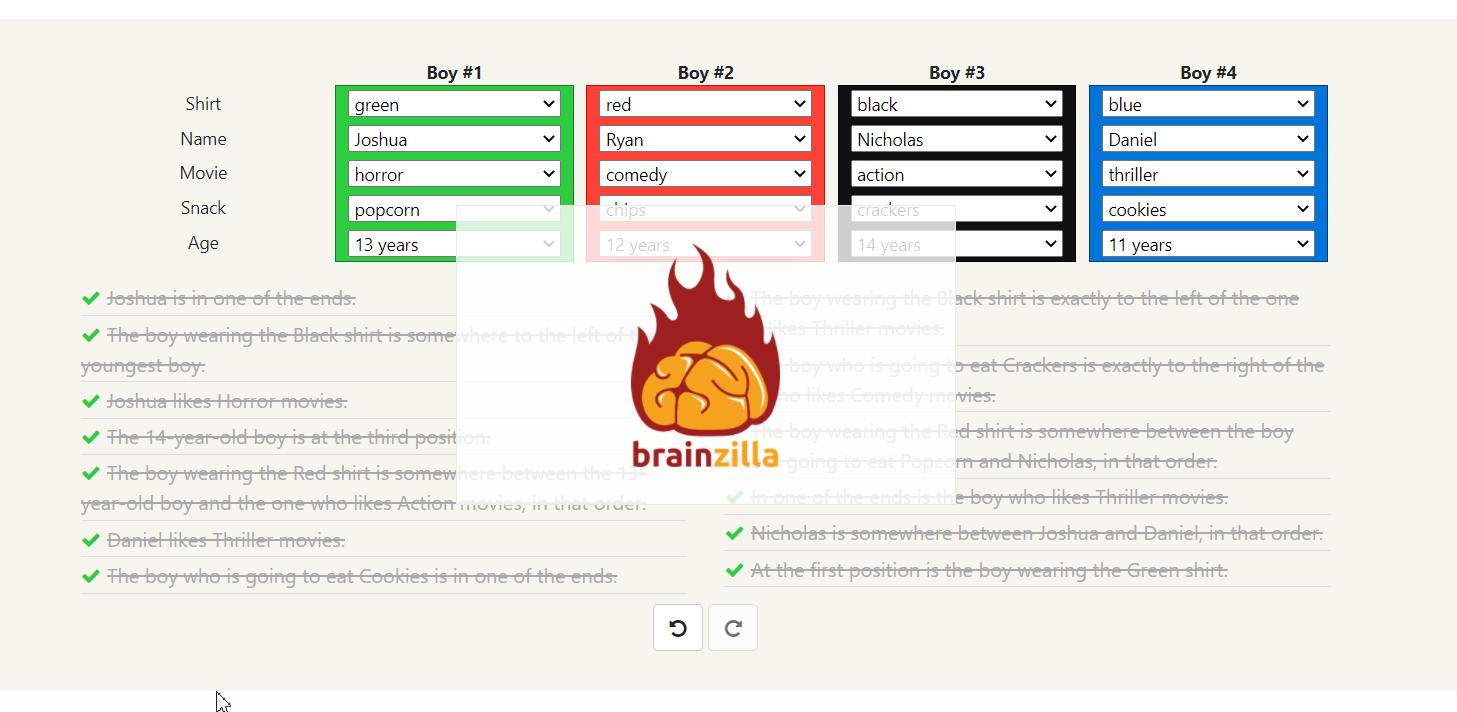 Boy #1 Boy #2 Boy #3 Boy #4
Shirt green red black blue
Name Joshua Ryan Nicholas Daniel
Movie horror comedy action thriller
Snack popcorn chips crackers cookies
Age 13 years 12 years 14 years 11 years
Joshua is in one of the ends.
The boy wearing the Black shirt is somewhere to the left of
youngest boy.
Joshua likes Horror movies.
The 14-year-old boy is at the third position.
The boy wearing the Red shirt is somewhere between the 13-
year-old boy and the one who likes Action movies, in that order.
Daniel likes Thriller movies.
The boy who is going to eat Cookies is in one of the ends.
The boy wearing the Black shirt is exactly to the left of the one
likes Thriller movies.
boy who is going to eat Crackers is exactly to the right of the
who likes Comedy movies.
The boy wearing the Red shirt is somewhere between the boy
going to eat Popcorn and Nicholas, in that order.
In one of the ends is the boy who likes Thriller movies.
Nicholas is somewhere between Joshua and Daniel, in that order.
At the first position is the boy wearing the Green shirt.
brainzilla